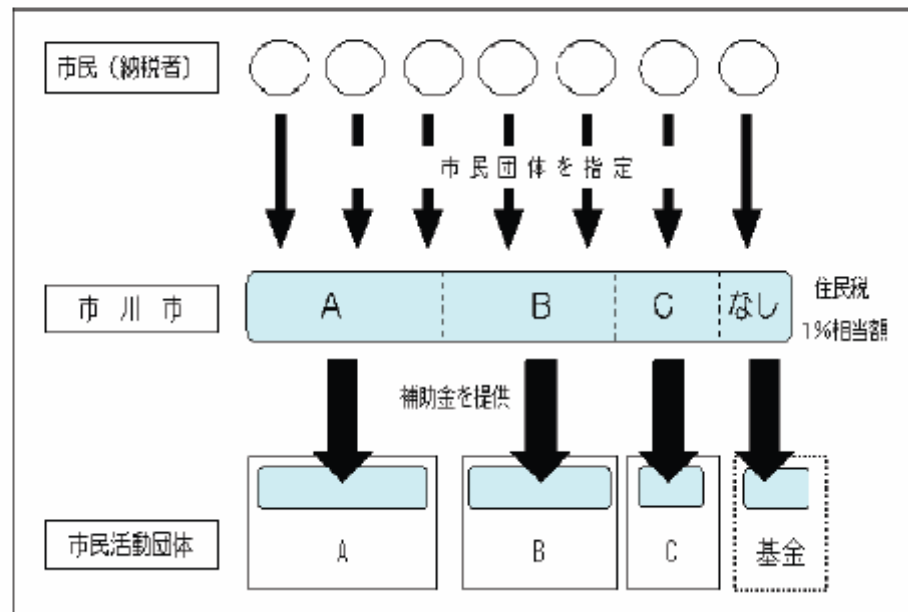 市民（納税者）
市民団体を指定
市川市
A
B
C
なし
住民税
1%相当額
補助金を提供
市民活動団体
A
B
C
基金